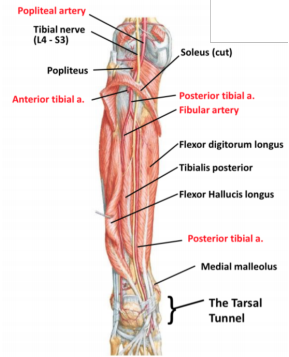 Popliteal artery
Tibial nerve
(L4 - S3)
Soleus (cut)
Popliteus
Anterior tibial a.
Posterior tibial a.
Fibular artery
Flexor digitorum longus
Tibialis posterior
Flexor Hallucis longus
Posterior tibial a.
Medial malleolus
The Tarsal
Tunnel